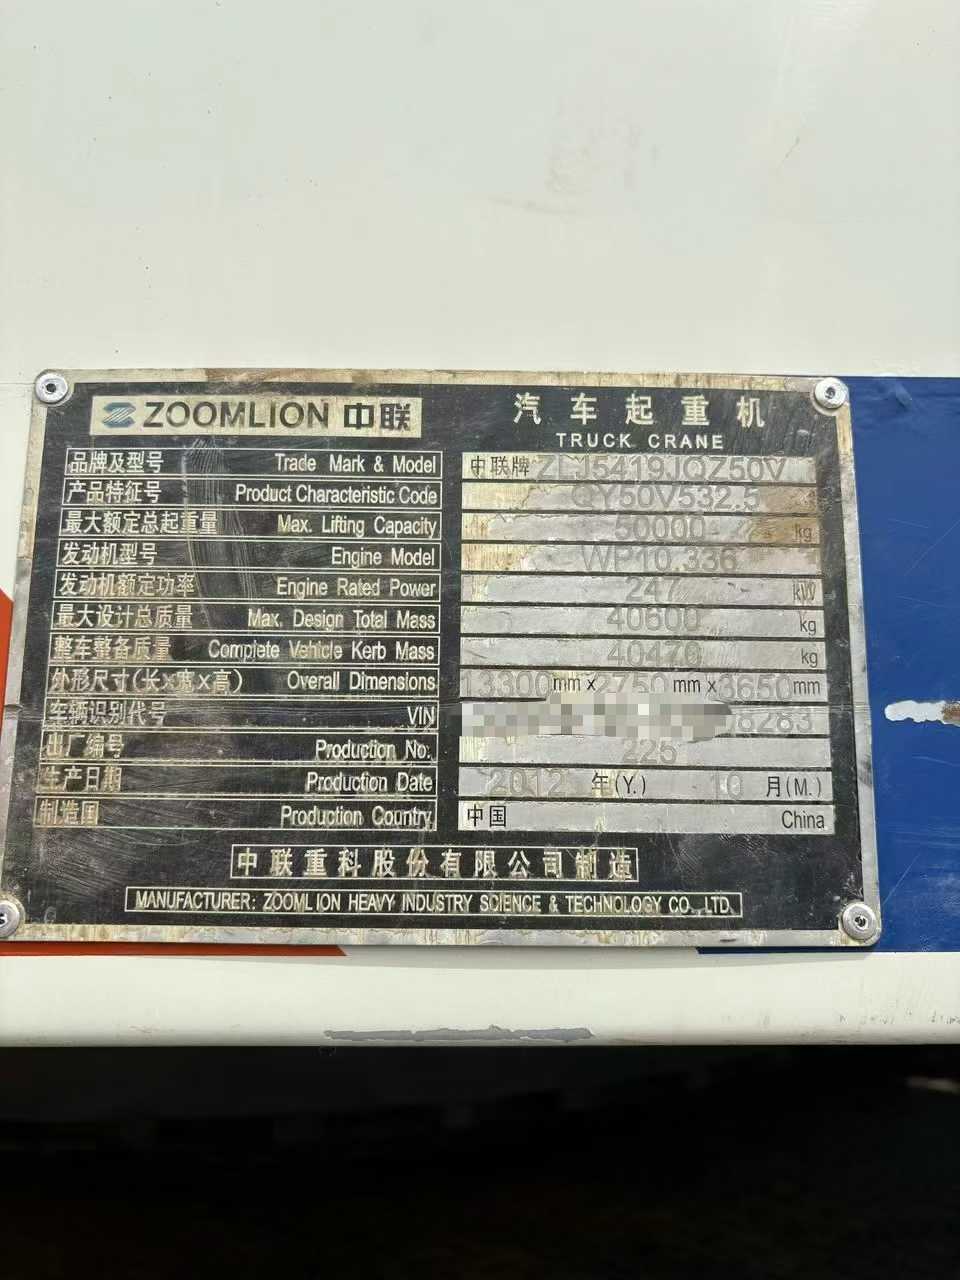 ZOOMLION 中联
汽车起重机
TRUCK CRANE
品牌及型号 Trade Mark & Model 中联牌 ZLJ5419JQZ50V
产品特征号 Product Characteristic Code QY50V532.5
最大额定总起重量 Max. Lifting Capacity 50000 kg
发动机型号 Engine Model WP10.336
发动机额定功率 Engine Rated Power 247 kW
最大设计总质量 Max. Design Total Mass 40600 kg
整车整备质量 Complete Vehicle Kerb Mass 40470 kg
外形尺寸(长×宽×高) Overall Dimensions 13300 mm × 2750 mm × 3650 mm
车辆识别代号 VIN 8283
出厂编号 Production No. 225
生产日期 Production Date 2012 年(Y.) 10 月(M.)
制造国 Production Country 中国 China
中联重科股份有限公司制造
MANUFACTURER: ZOOMLION HEAVY INDUSTRY SCIENCE & TECHNOLOGY CO., LTD.